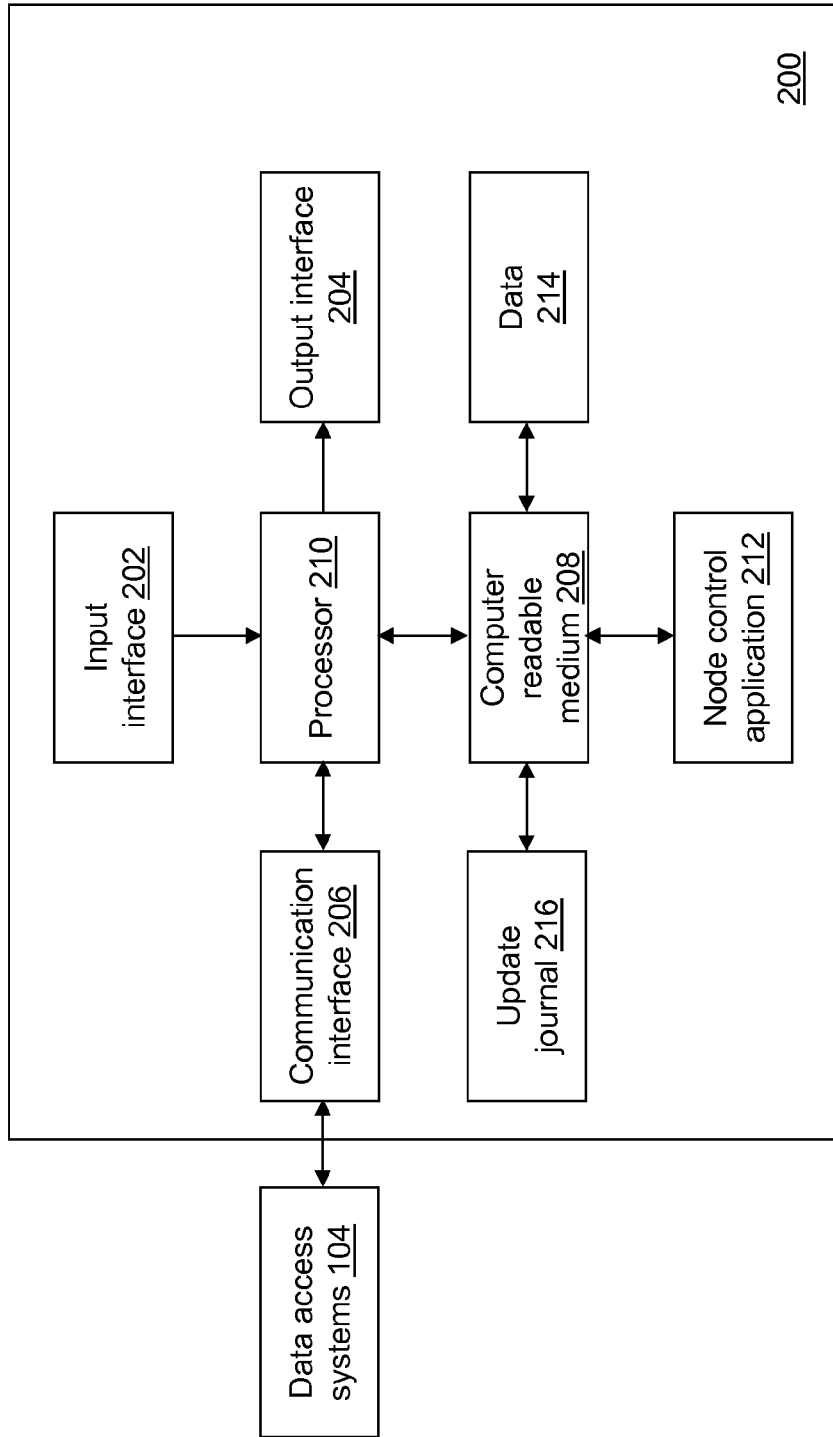 Input
interface 202
Data access
systems 104
Communication
interface 206
Processor 210
Output interface
204
Update
journal 216
Computer
readable
medium 208
Data
214
Node control
application 212
200